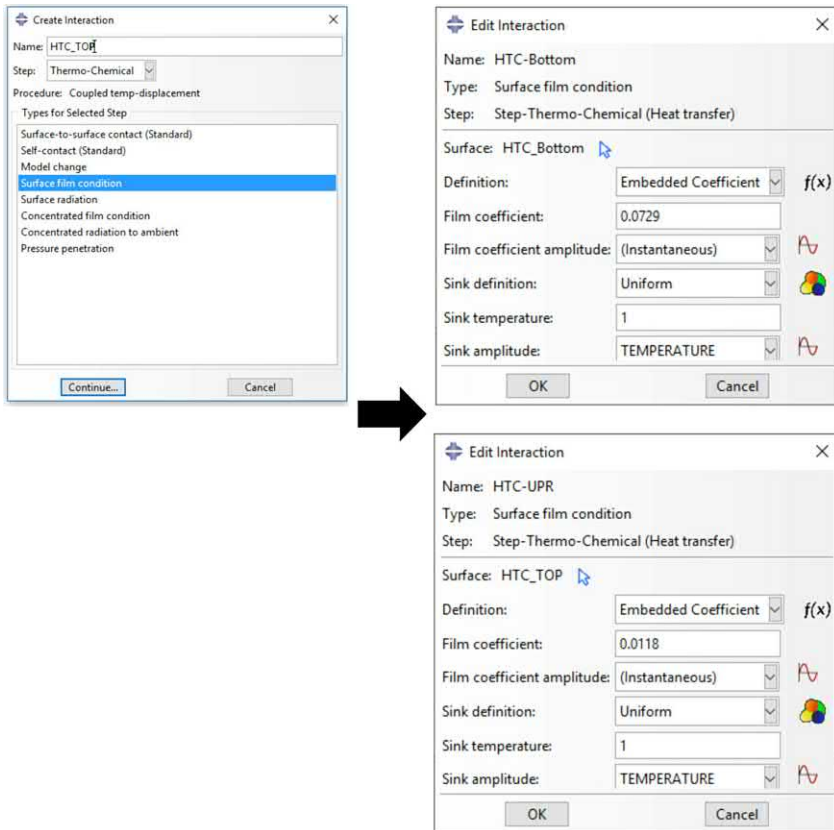 Create Interaction
Name: HTC_TOP
Step: Thermo-Chemical
Procedure: Coupled temp-displacement
Types for Selected Step
Surface-to-surface contact (Standard)
Self-contact (Standard)
Model change
Surface film condition
Surface radiation
Concentrated film condition
Concentrated radiation to ambient
Pressure penetration
Continue... Cancel
Edit Interaction
Name: HTC-Bottom
Type: Surface film condition
Step: Step-Thermo-Chemical (Heat transfer)
Surface: HTC_Bottom
Definition: Embedded Coefficient f(x)
Film coefficient: 0.0729
Film coefficient amplitude: (Instantaneous)
Sink definition: Uniform
Sink temperature: 1
Sink amplitude: TEMPERATURE
OK Cancel
Edit Interaction
Name: HTC-UPR
Type: Surface film condition
Step: Step-Thermo-Chemical (Heat transfer)
Surface: HTC_TOP
Definition: Embedded Coefficient f(x)
Film coefficient: 0.0118
Film coefficient amplitude: (Instantaneous)
Sink definition: Uniform
Sink temperature: 1
Sink amplitude: TEMPERATURE
OK Cancel